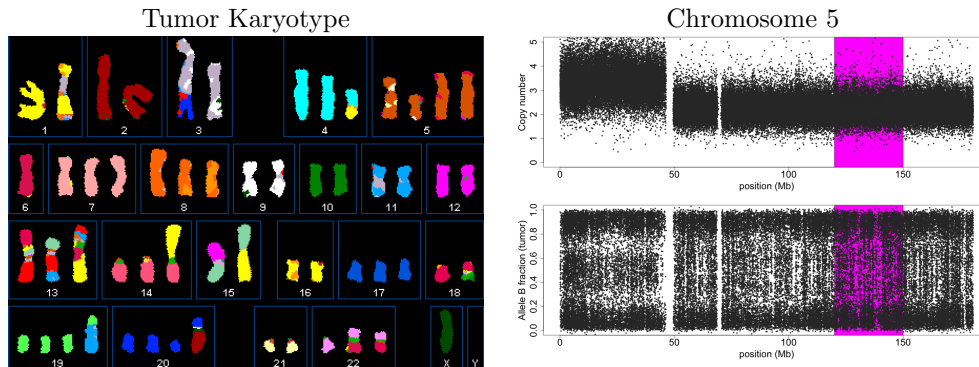 Tumor Karyotype
1 2 3 4 5
6 7 8 9 10 11 12
13 14 15 16 17 18
19 20 21 22 X Y
Chromosome 5
Copy number
5
4
3
2
1
0
0 50 100 150
position (Mb)
Allele B fraction (tumor)
1.0
0.8
0.6
0.4
0.2
0.0
0 50 100 150
position (Mb)